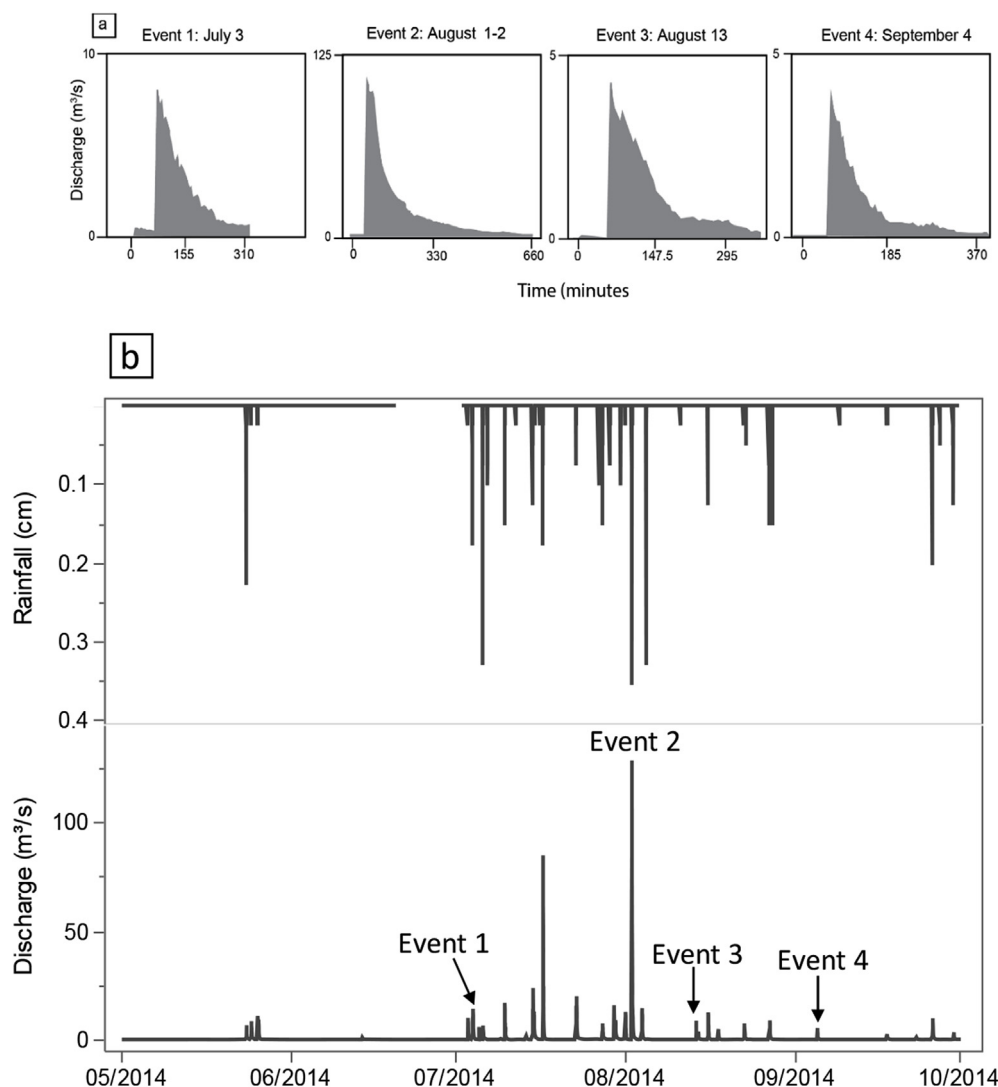 a
Event 1: July 3
Event 2: August 1-2
Event 3: August 13
Event 4: September 4
Discharge (m³/s)
10
0
0 155 310
125
0
0 330 660
5
0
0 147.5 295
5
0
0 185 370
Time (minutes
b
Rainfall (cm)
0.1
0.2
0.3
0.4
Discharge (m³/s)
100
50
0
Event 2
Event 1
Event 3
Event 4
05/2014 06/2014 07/2014 08/2014 09/2014 10/2014